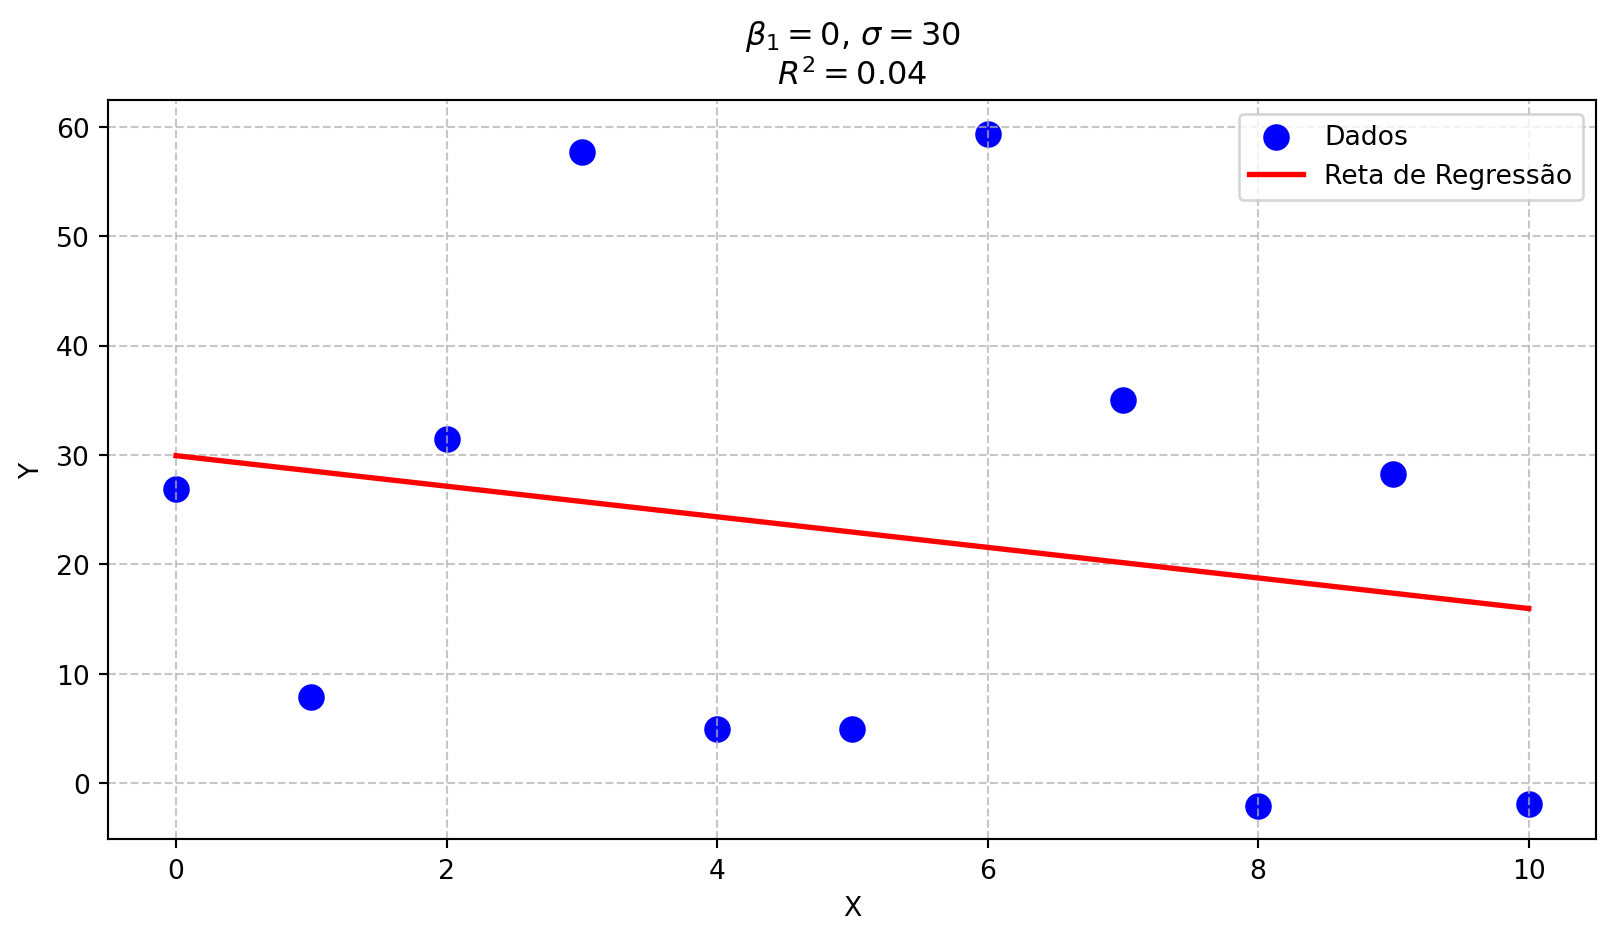 β₁ = 0, σ = 30
R² = 0.04
Dados
Reta de Regressão
60
50
40
30
20
10
0
Y
0 2 4 6 8 10
X